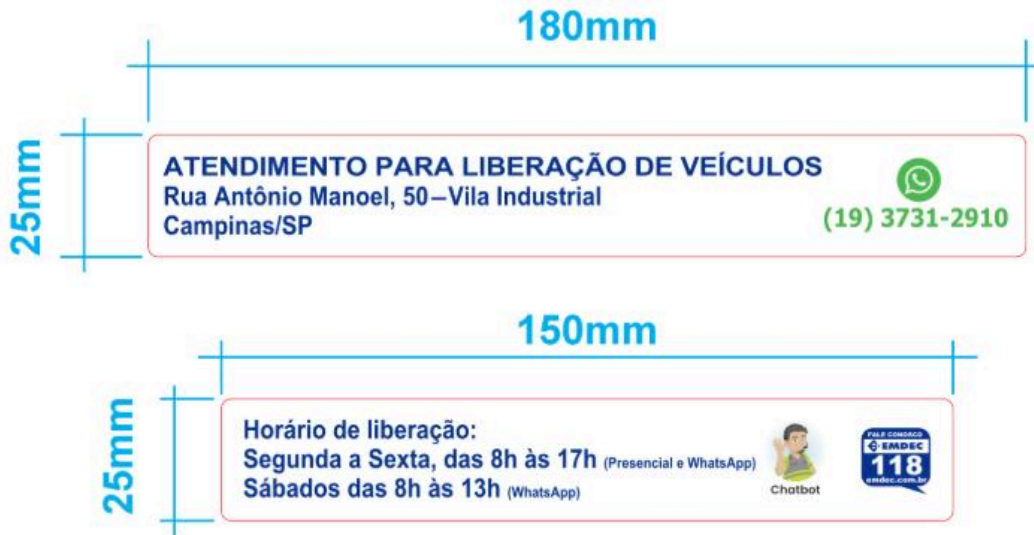 180mm
25mm
ATENDIMENTO PARA LIBERAÇÃO DE VEÍCULOS
Rua Antônio Manoel, 50–Vila Industrial
Campinas/SP
(19) 3731-2910
150mm
25mm
Horário de liberação:
Segunda a Sexta, das 8h às 17h (Presencial e WhatsApp)
Sábados das 8h às 13h (WhatsApp)
Chatbot
FALE CONOSCO
EMDEC
118
emdec.com.br